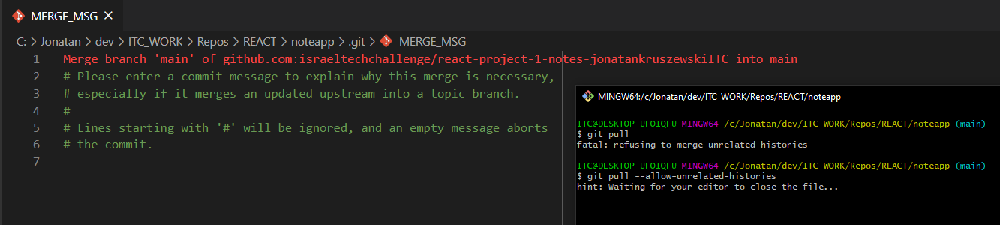 MERGE_MSG ×
C: > Jonatan > dev > ITC_WORK > Repos > REACT > noteapp > .git > MERGE_MSG
1 Merge branch 'main' of github.com:israeltechchallenge/react-project-1-notes-jonatankruszewskiITC into main
2 # Please enter a commit message to explain why this merge is necessary,
3 # especially if it merges an updated upstream into a topic branch.
4 #
5 # Lines starting with '#' will be ignored, and an empty message aborts
6 # the commit.
7
MINGW64:/c/Jonatan/dev/ITC_WORK/Repos/REACT/noteapp
ITC@DESKTOP-UFOIQFU MINGW64 /c/Jonatan/dev/ITC_WORK/Repos/REACT/noteapp (main)
$ git pull
fatal: refusing to merge unrelated histories
ITC@DESKTOP-UFOIQFU MINGW64 /c/Jonatan/dev/ITC_WORK/Repos/REACT/noteapp (main)
$ git pull --allow-unrelated-histories
hint: Waiting for your editor to close the file...